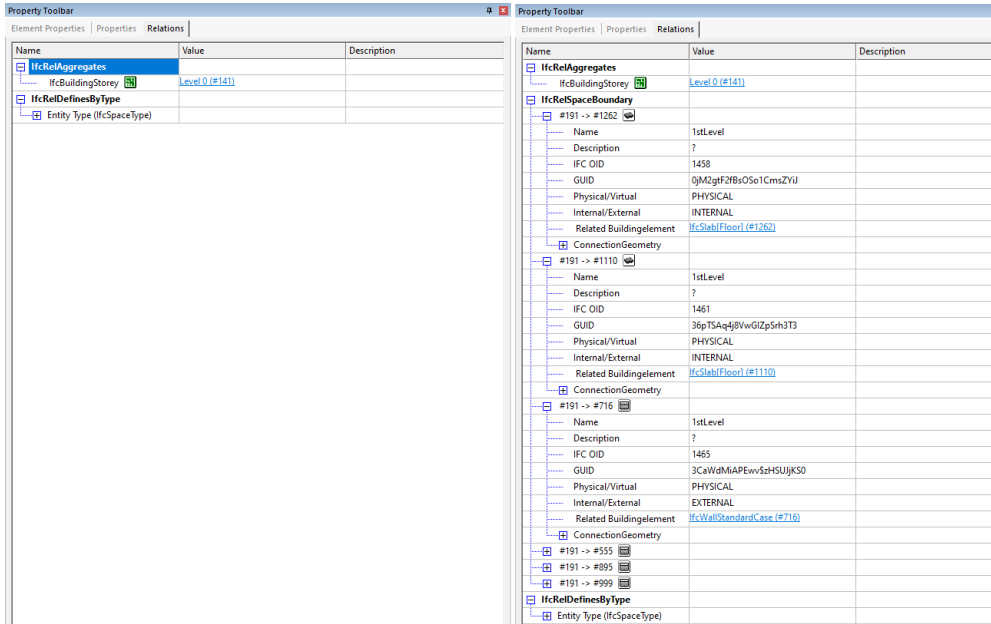 Property Toolbar
Element Properties Properties Relations
Name Value Description
IfcRelAggregates
IfcBuildingStorey Level 0 (#141)
IfcRelDefinesByType
Entity Type (IfcSpaceType)
Property Toolbar
Element Properties Properties Relations
Name Value Description
IfcRelAggregates
IfcBuildingStorey Level 0 (#141)
IfcRelSpaceBoundary
#191 -> #1262
Name 1stLevel
Description ?
IFC OID 1458
GUID 0jM2gtF2fBsOSo1CmsZYiJ
Physical/Virtual PHYSICAL
Internal/External INTERNAL
Related Buildingelement IfcSlab[Floor] (#1262)
ConnectionGeometry
#191 -> #1110
Name 1stLevel
Description ?
IFC OID 1461
GUID 36pTSAq4j8VwGlZpSrh3T3
Physical/Virtual PHYSICAL
Internal/External INTERNAL
Related Buildingelement IfcSlab[Floor] (#1110)
ConnectionGeometry
#191 -> #716
Name 1stLevel
Description ?
IFC OID 1465
GUID 3CaWdMiAPEwv$zHSUJjKS0
Physical/Virtual PHYSICAL
Internal/External EXTERNAL
Related Buildingelement IfcWallStandardCase (#716)
ConnectionGeometry
#191 -> #555
#191 -> #895
#191 -> #999
IfcRelDefinesByType
Entity Type (IfcSpaceType)